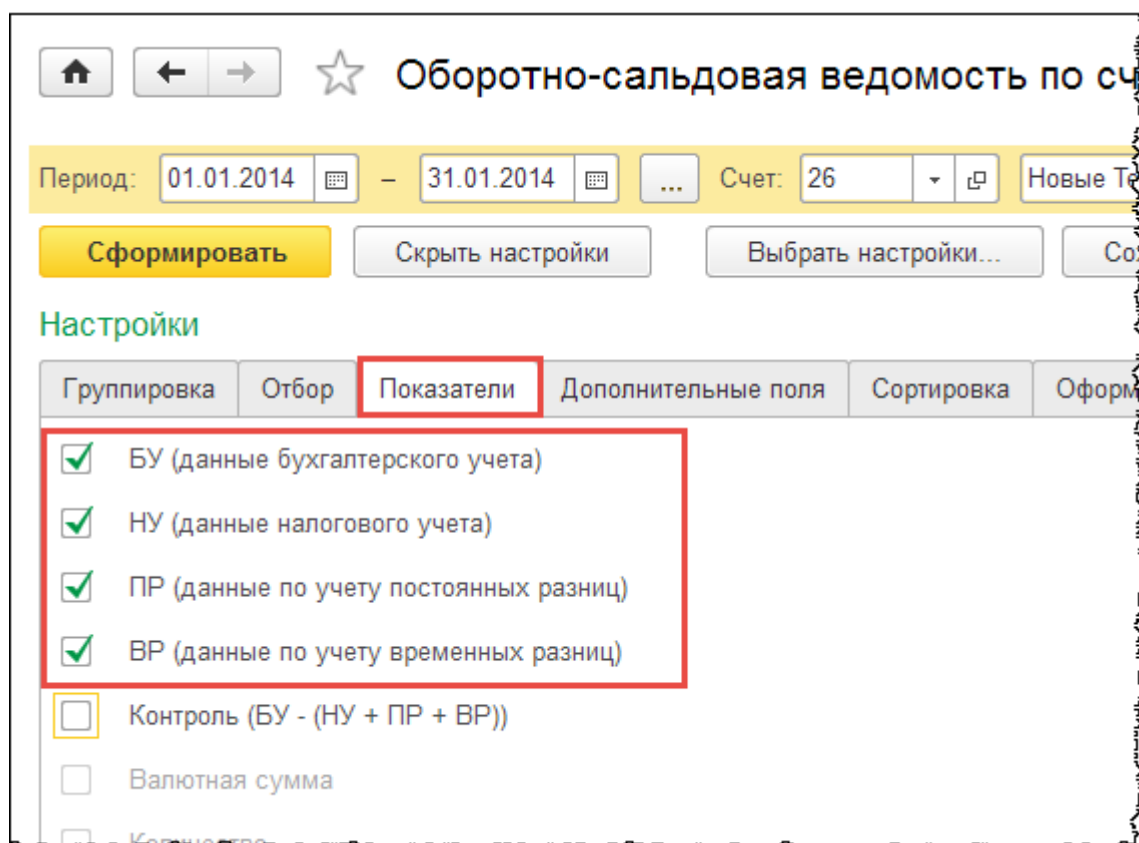 Оборотно-сальдовая ведомость по сч
Период: 01.01.2014 – 31.01.2014 ... Счет: 26 Новые Те
Сформировать Скрыть настройки Выбрать настройки... Со
Настройки
Группировка Отбор Показатели Дополнительные поля Сортировка Оформ
БУ (данные бухгалтерского учета)
НУ (данные налогового учета)
ПР (данные по учету постоянных разниц)
ВР (данные по учету временных разниц)
Контроль (БУ - (НУ + ПР + ВР))
Валютная сумма